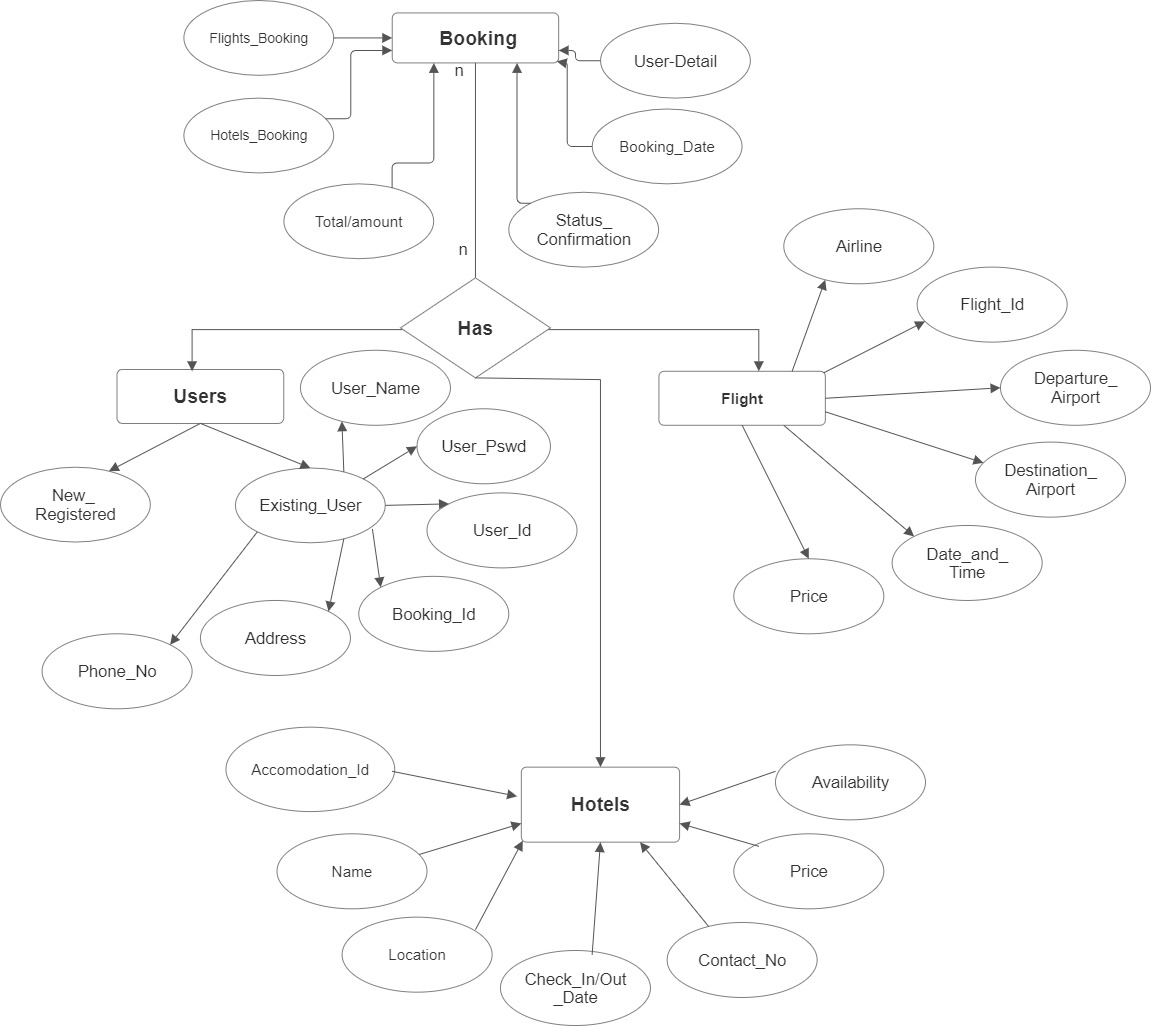 Flights_Booking
Booking
User-Detail
n
Hotels_Booking
Booking_Date
Total/amount
Status_
Confirmation
n
Airline
Flight_Id
Has
Users
User_Name
Flight
Departure_
Airport
User_Pswd
Destination_
Airport
New_
Registered
Existing_User
User_Id
Date_and_
Time
Price
Booking_Id
Address
Phone_No
Accomodation_Id
Hotels
Availability
Name
Price
Location
Contact_No
Check_In/Out
_Date